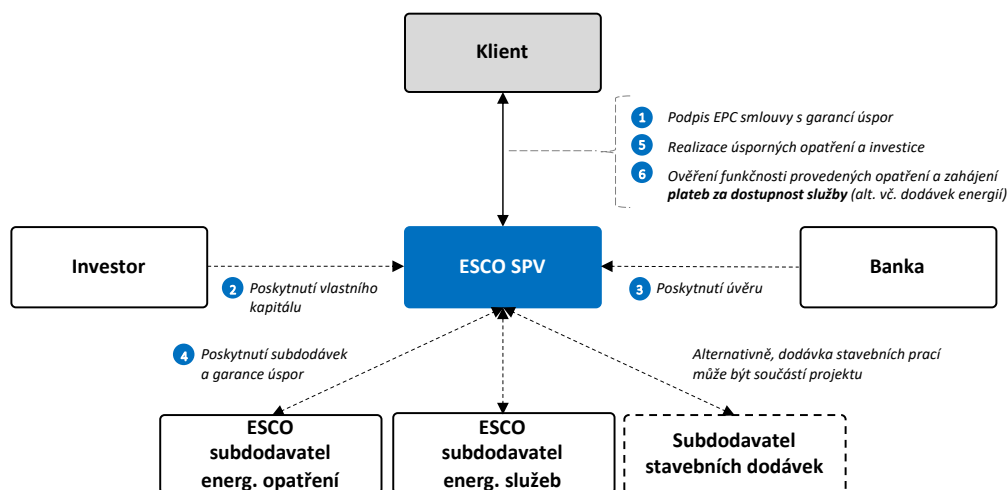 Klient
1 Podpis EPC smlouvy s garancí úspor
5 Realizace úsporných opatření a investice
6 Ověření funkčnosti provedených opatření a zahájení
plateb za dostupnost služby (alt. vč. dodávek energií)
Investor
ESCO SPV
Banka
2 Poskytnutí vlastního
kapitálu
3 Poskytnutí úvěru
4 Poskytnutí subdodávek
a garance úspor
Alternativně, dodávka stavebních prací
může být součástí projektu
ESCO
subdodavatel
energ. opatření
ESCO
subdodavatel
energ. služeb
Subdodavatel
stavebních dodávek